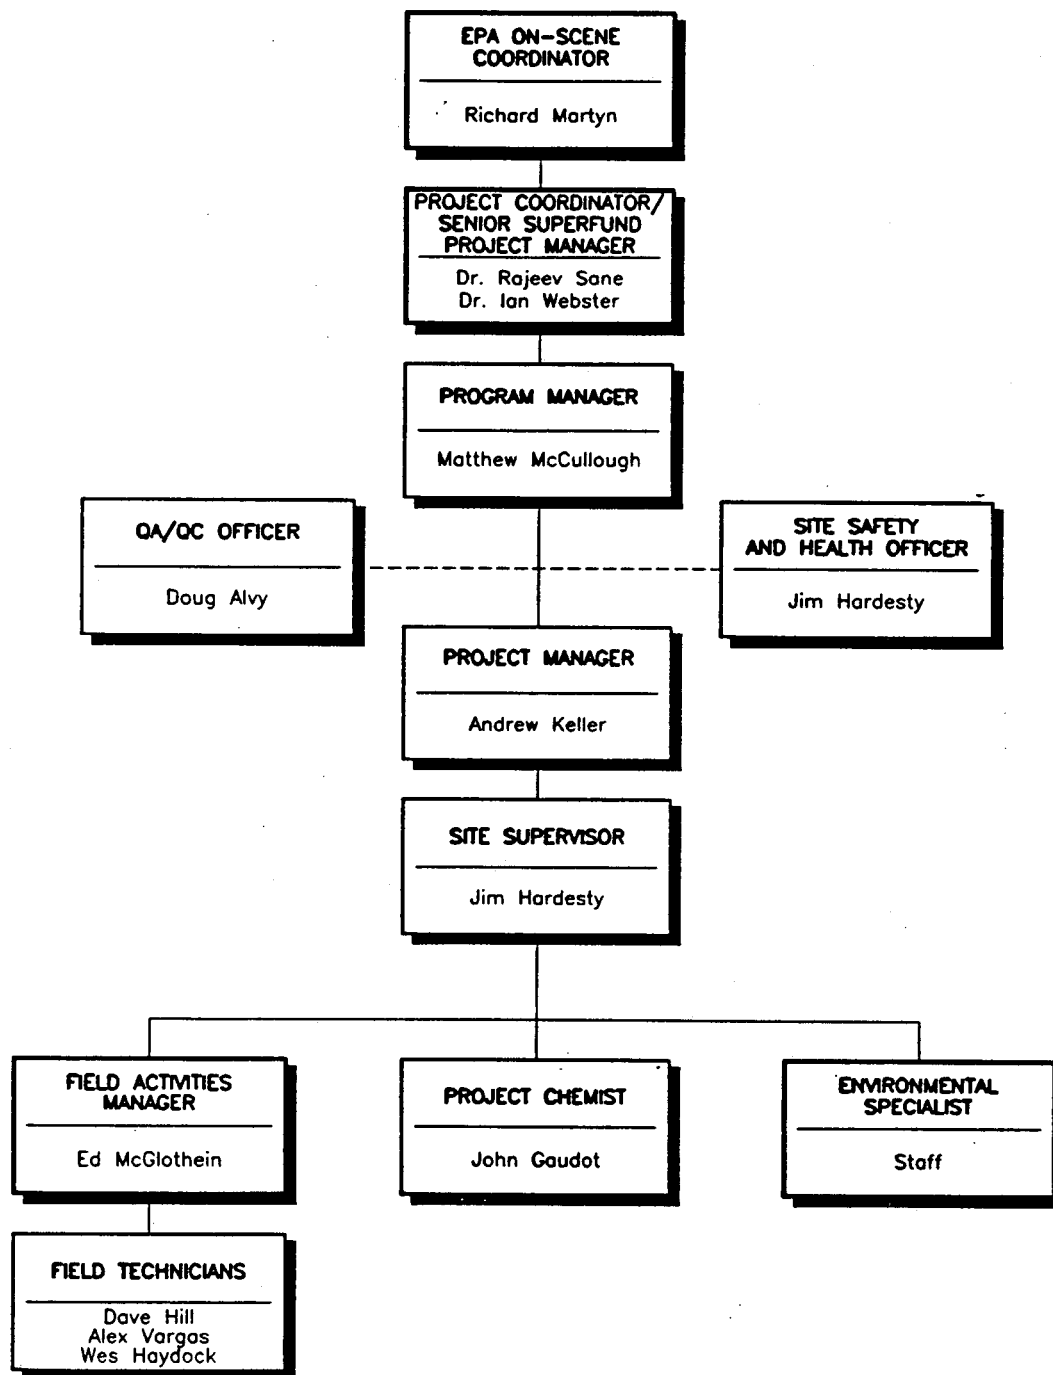 EPA ON-SCENE
COORDINATOR
Richard Martyn
PROJECT COORDINATOR/
SENIOR SUPERFUND
PROJECT MANAGER
Dr. Rajeev Sane
Dr. Ian Webster
PROGRAM MANAGER
Matthew McCullough
QA/QC OFFICER
Doug Alvy
SITE SAFETY
AND HEALTH OFFICER
Jim Hardesty
PROJECT MANAGER
Andrew Keller
SITE SUPERVISOR
Jim Hardesty
FIELD ACTIVITIES
MANAGER
Ed McGlothein
PROJECT CHEMIST
John Gaudot
ENVIRONMENTAL
SPECIALIST
Staff
FIELD TECHNICIANS
Dave Hill
Alex Vargas
Wes Haydock